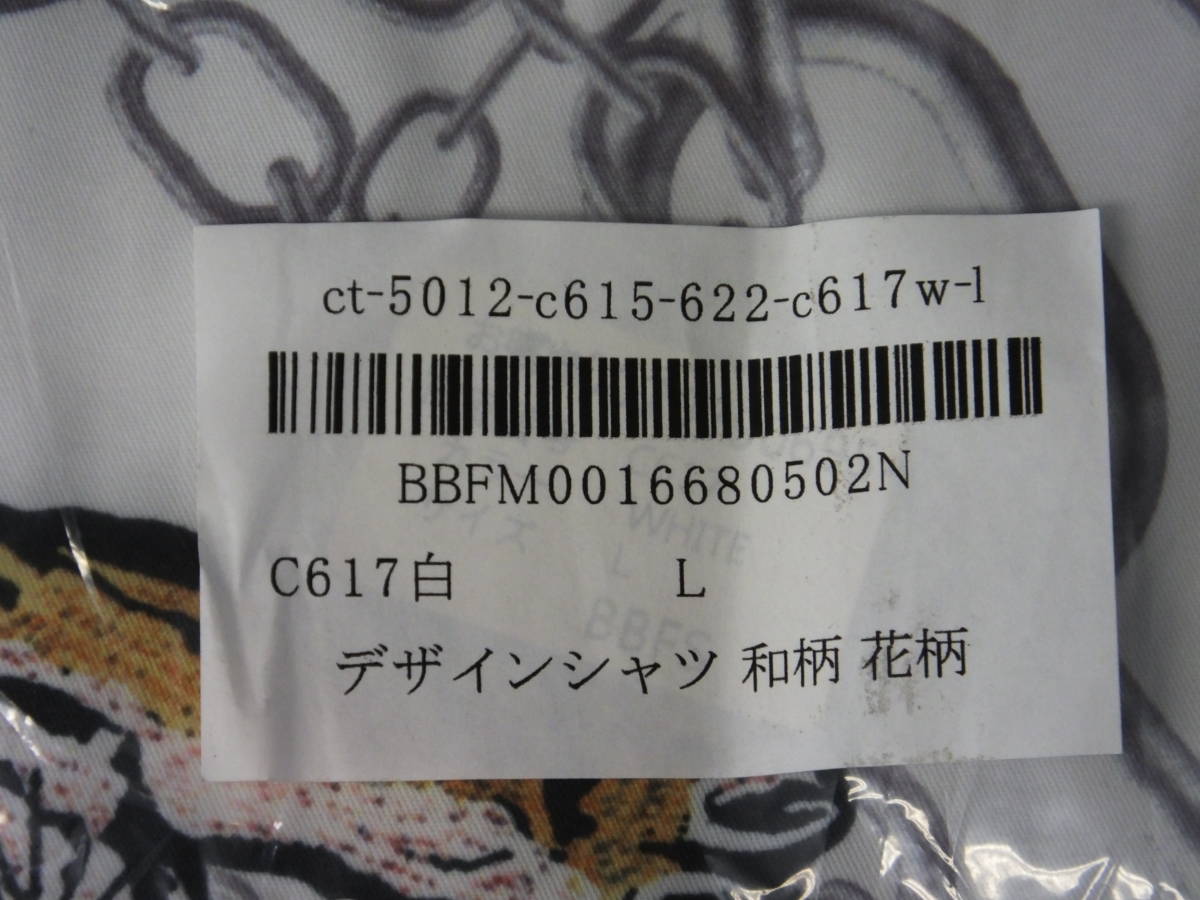 ct-5012-c615-622-c617w-l
BBFM0016680502N
C617白 L
デザインシャツ 和柄 花柄
WHITE
L